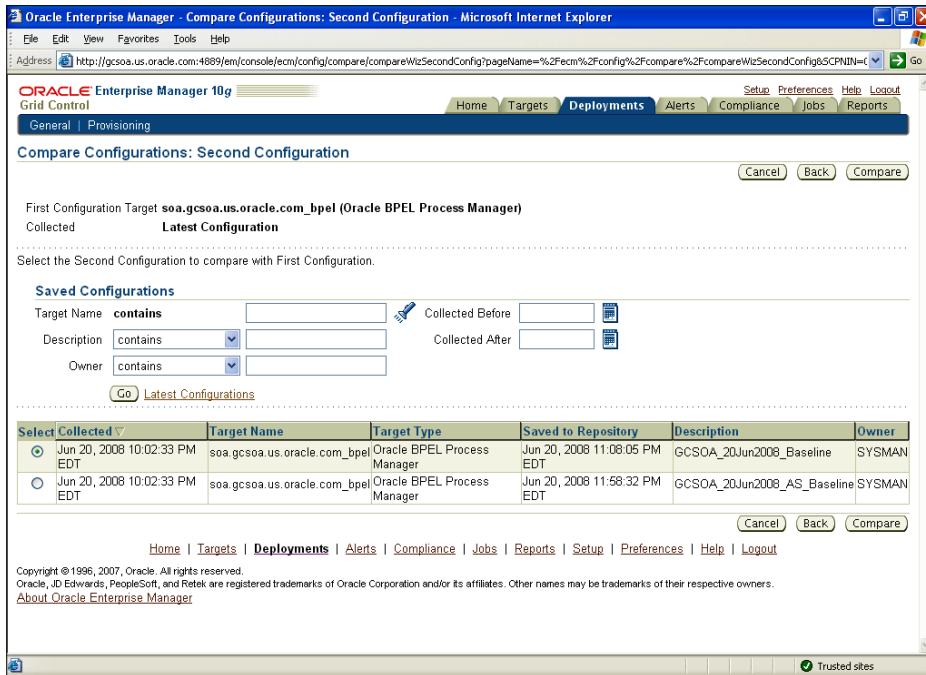 Oracle Enterprise Manager - Compare Configurations: Second Configuration - Microsoft Internet Explorer
File Edit View Favorites Tools Help
Address http://gcsoa.us.oracle.com:4889/em/console/ecm/config/compare/compareWizSecondConfig?pageName=%2Fecm%2Fconfig%2Fcompare%2FcompareWizSecondConfig&SCPNIN=( Go
ORACLE Enterprise Manager 10g
Grid Control
Setup Preferences Help Logout
Home Targets Deployments Alerts Compliance Jobs Reports
General | Provisioning
Compare Configurations: Second Configuration
Cancel Back Compare
First Configuration Target soa.gcsoa.us.oracle.com_bpel (Oracle BPEL Process Manager)
Collected Latest Configuration
Select the Second Configuration to compare with First Configuration.
Saved Configurations
Target Name contains Collected Before
Description contains Collected After
Owner contains
Go Latest Configurations
Select Collected Target Name Target Type Saved to Repository Description Owner
Jun 20, 2008 10:02:33 PM EDT soa.gcsoa.us.oracle.com_bpel Oracle BPEL Process Manager Jun 20, 2008 11:08:05 PM EDT GCSOA_20Jun2008_Baseline SYSMAN
Jun 20, 2008 10:02:33 PM EDT soa.gcsoa.us.oracle.com_bpel Oracle BPEL Process Manager Jun 20, 2008 11:58:32 PM EDT GCSOA_20Jun2008_AS_Baseline SYSMAN
Cancel Back Compare
Home | Targets | Deployments | Alerts | Compliance | Jobs | Reports | Setup | Preferences | Help | Logout
Copyright © 1996, 2007, Oracle. All rights reserved.
Oracle, JD Edwards, PeopleSoft, and Retek are registered trademarks of Oracle Corporation and/or its affiliates. Other names may be trademarks of their respective owners.
About Oracle Enterprise Manager
Trusted sites